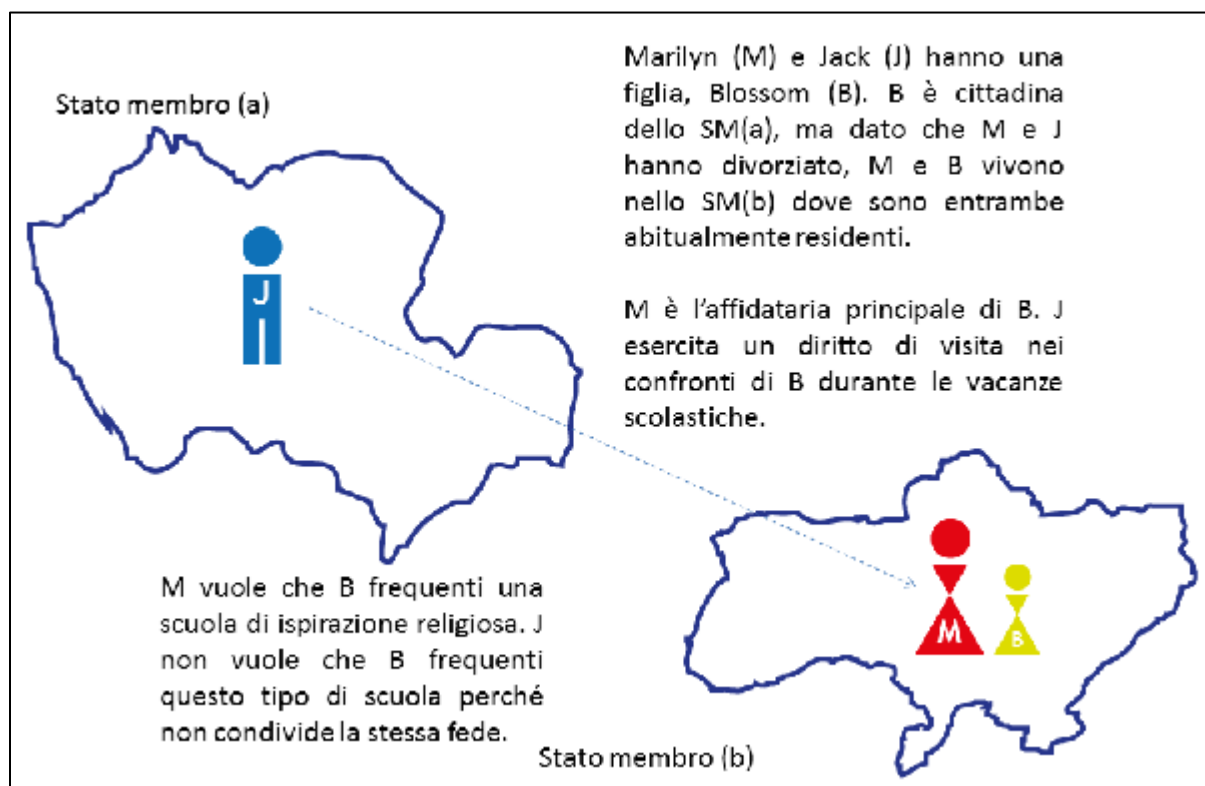 Stato membro (a)
Marilyn (M) e Jack (J) hanno una
figlia, Blossom (B). B è cittadina
dello SM(a), ma dato che M e J
hanno divorziato, M e B vivono
nello SM(b) dove sono entrambe
abitualmente residenti.
M è l’affidataria principale di B. J
esercita un diritto di visita nei
confronti di B durante le vacanze
scolastiche.
J
M
B
M vuole che B frequenti una
scuola di ispirazione religiosa. J
non vuole che B frequenti
questo tipo di scuola perché
non condivide la stessa fede.
Stato membro (b)